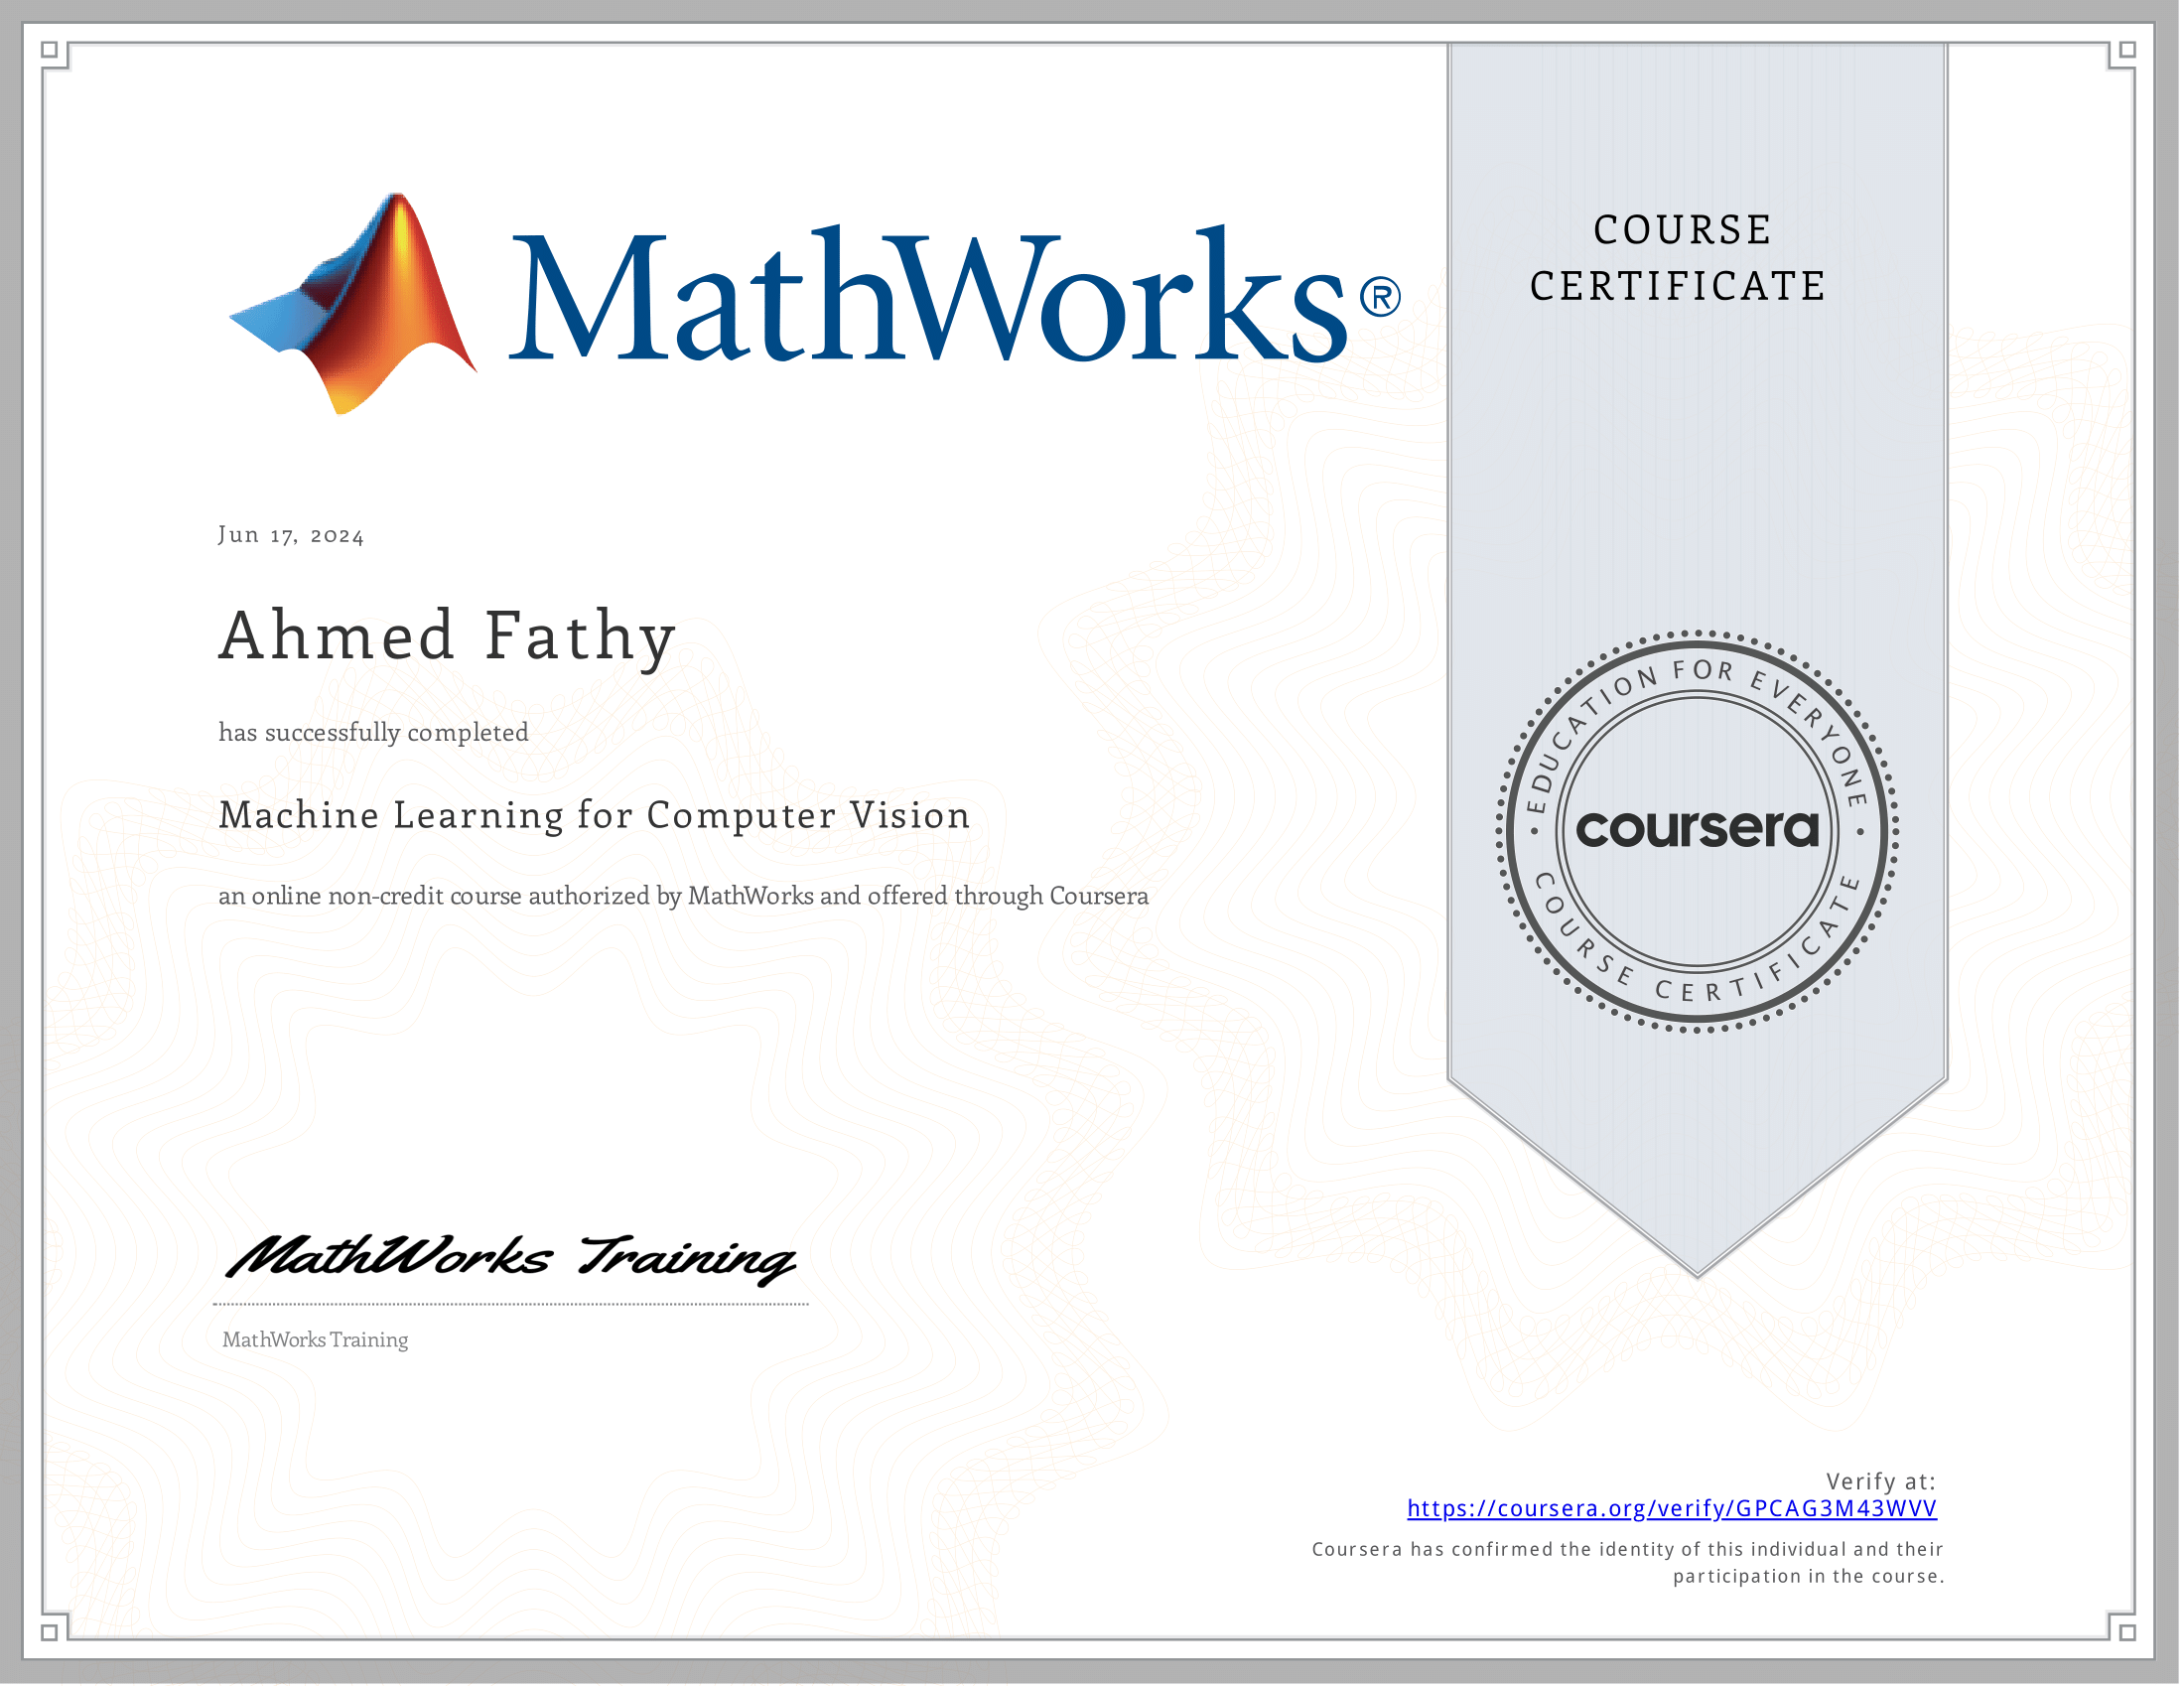 MathWorks®
COURSE
CERTIFICATE
Jun 17, 2024
Ahmed Fathy
has successfully completed
Machine Learning for Computer Vision
an online non-credit course authorized by MathWorks and offered through Coursera
EDUCATION FOR EVERYONE
coursera
COURSE CERTIFICATE
MathWorks Training
MathWorks Training
Verify at:
https://coursera.org/verify/GPCAG3M43WVV
Coursera has confirmed the identity of this individual and their
participation in the course.